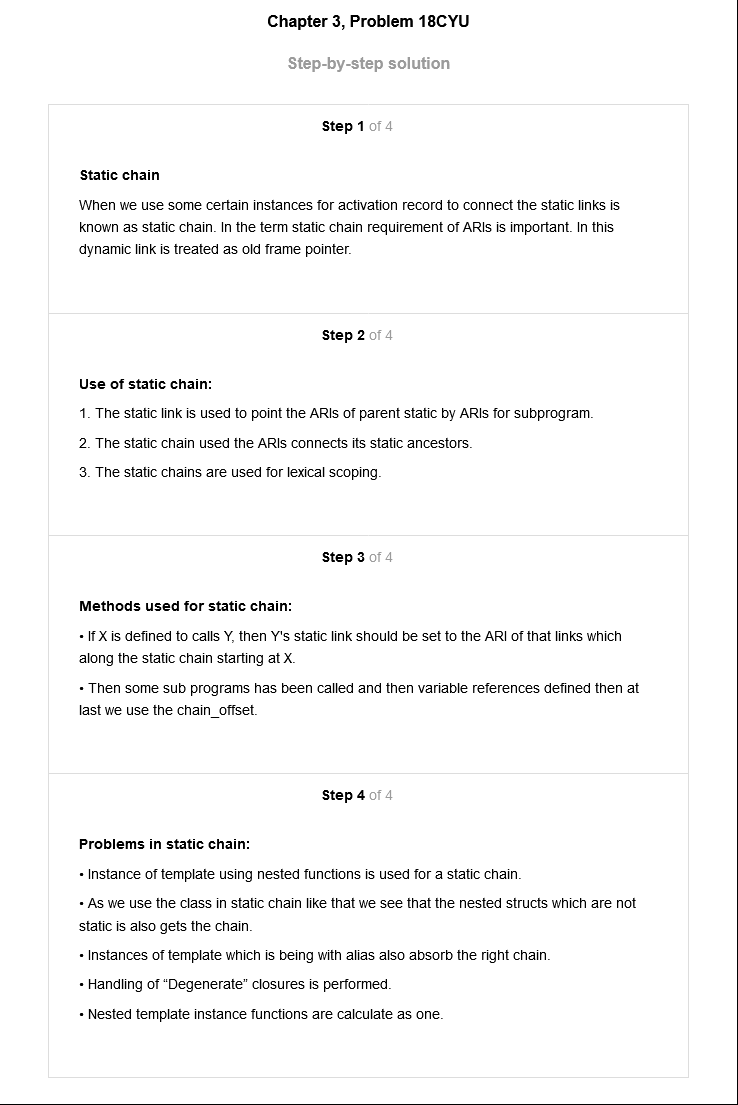 Chapter 3, Problem 18CYU
Step-by-step solution
Step 1 of 4
Static chain
When we use some certain instances for activation record to connect the static links is
known as static chain. In the term static chain requirement of ARIs is important. In this
dynamic link is treated as old frame pointer.
Step 2 of 4
Use of static chain:
1. The static link is used to point the ARIs of parent static by ARIs for subprogram.
2. The static chain used the ARIs connects its static ancestors.
3. The static chains are used for lexical scoping.
Step 3 of 4
Methods used for static chain:
• If X is defined to calls Y, then Y's static link should be set to the ARI of that links which
along the static chain starting at X.
• Then some sub programs has been called and then variable references defined then at
last we use the chain_offset.
Step 4 of 4
Problems in static chain:
• Instance of template using nested functions is used for a static chain.
• As we use the class in static chain like that we see that the nested structs which are not
static is also gets the chain.
• Instances of template which is being with alias also absorb the right chain.
• Handling of “Degenerate” closures is performed.
• Nested template instance functions are calculate as one.